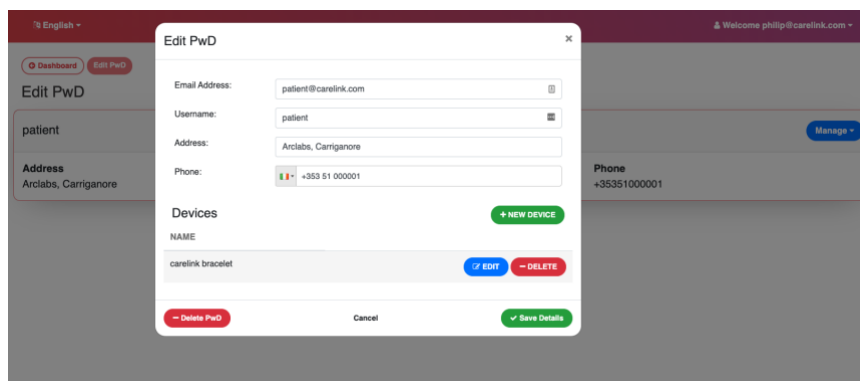 English
Welcome philip@carelink.com
Dashboard
Edit PwD
Edit PwD
patient
Manage
Address
Arclabs, Carriganore
Phone
+35351000001
Edit PwD
×
Email Address:
patient@carelink.com
Username:
patient
Address:
Arclabs, Carriganore
Phone:
+353 51 000001
Devices
+ NEW DEVICE
NAME
carelink bracelet
EDIT
DELETE
Delete PwD
Cancel
Save Details